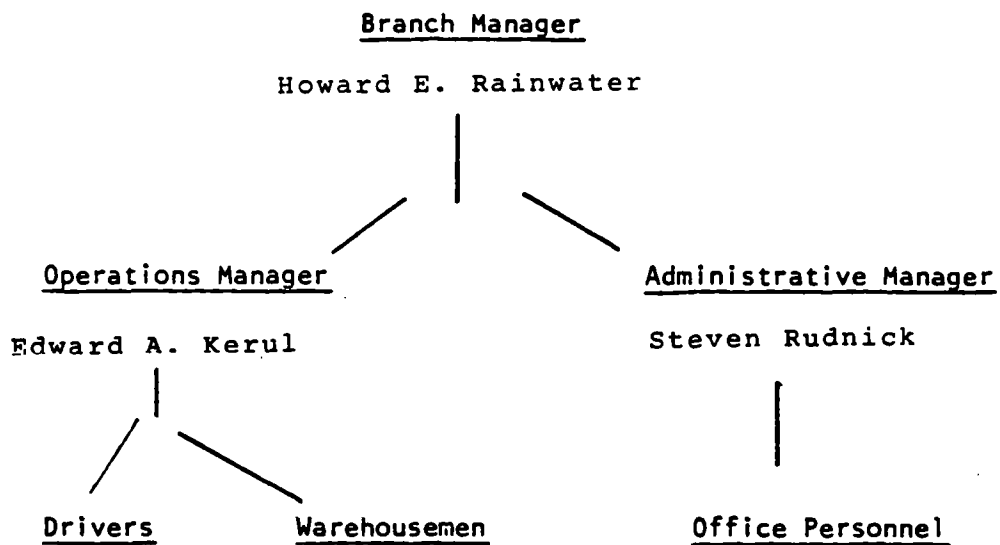 Branch Manager
Howard E. Rainwater
Operations Manager
Administrative Manager
Edward A. Kerul
Steven Rudnick
Drivers
Warehousemen
Office Personnel